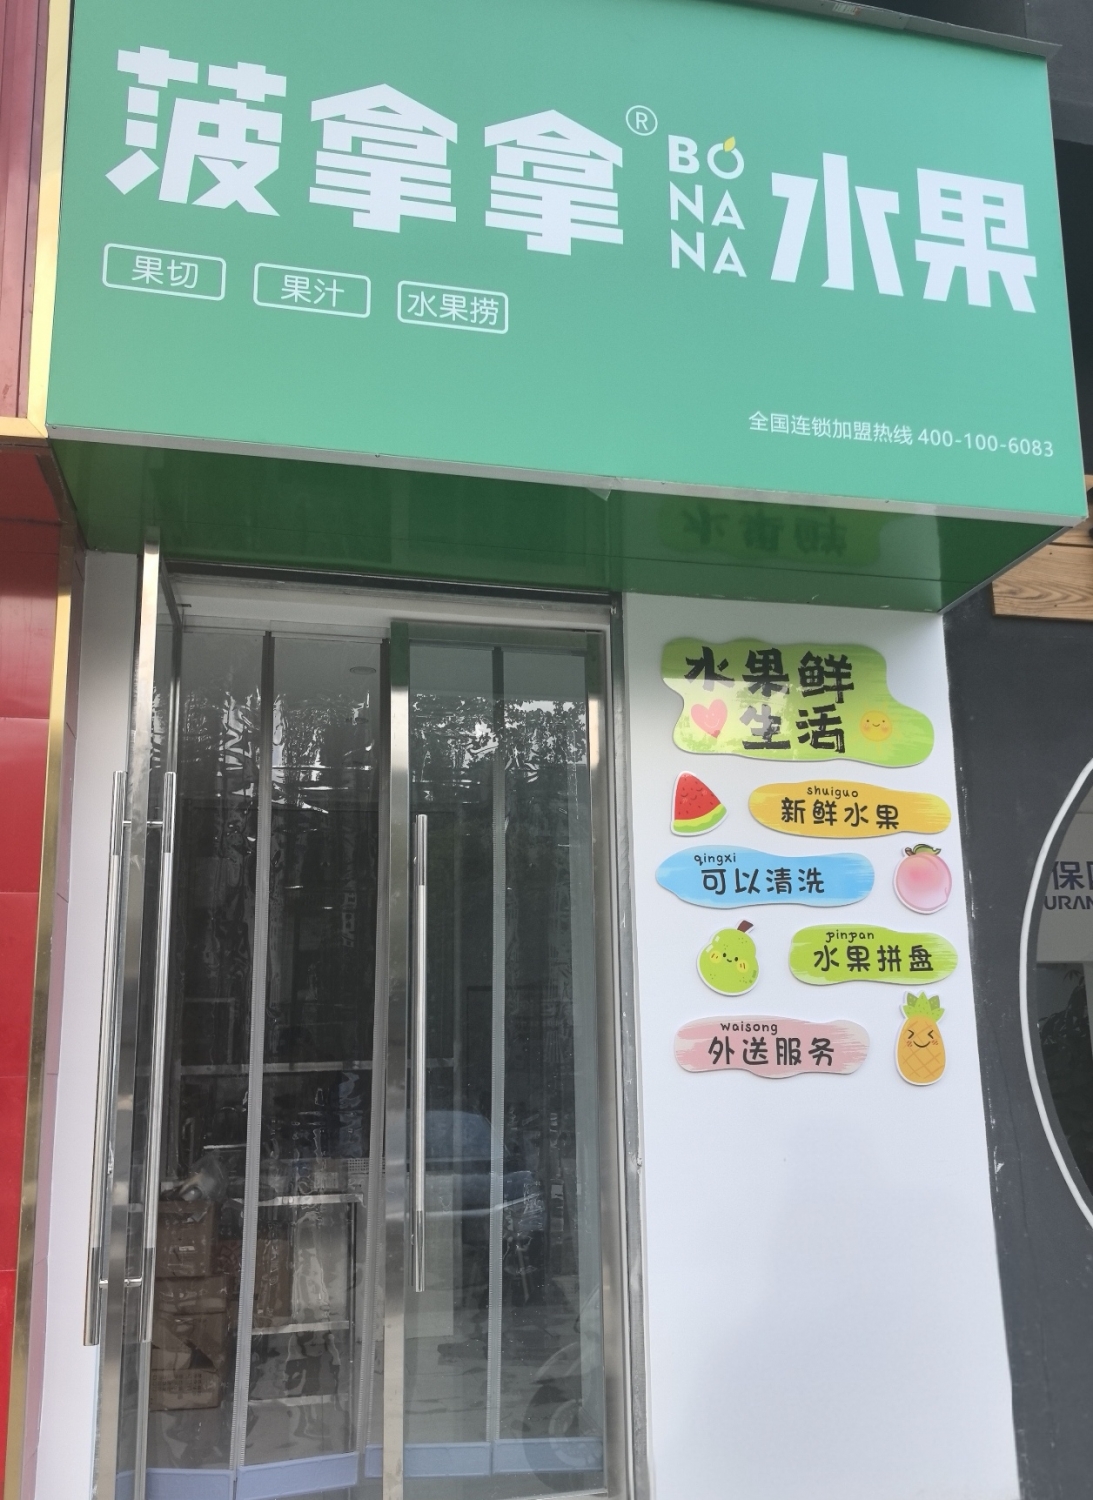 菠拿拿®
BO
NA
NA
水果
果切 果汁 水果捞
全国连锁加盟热线 400-100-6083
水果鲜
生活
shuiguo
新鲜水果
qingxi
可以清洗
pinpan
水果拼盘
waisong
外送服务
保
URAN